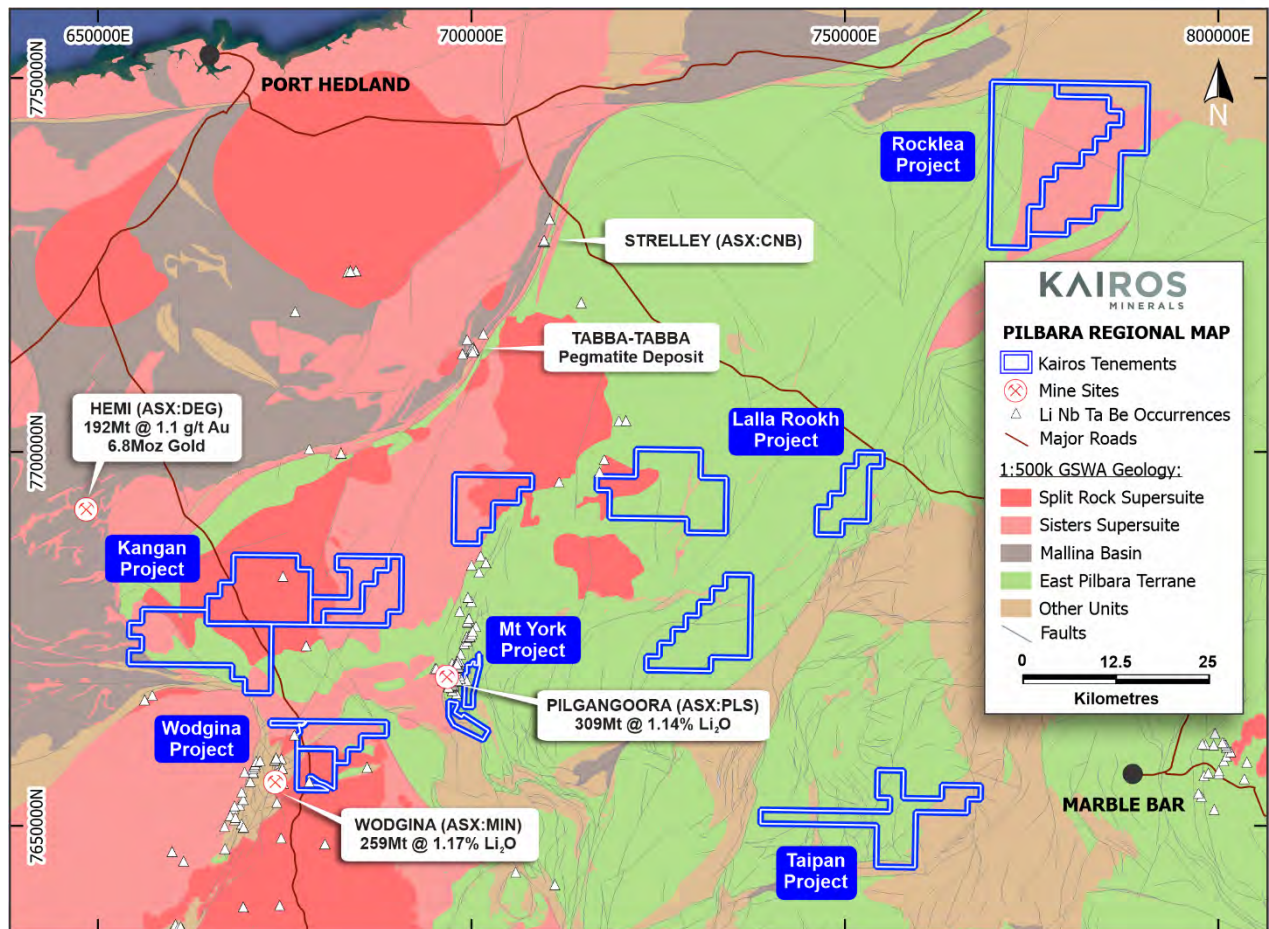 650000E
700000E
750000E
800000E
7750000N
7700000N
7650000N
PORT HEDLAND
N
Rocklea
Project
STRELLEY (ASX:CNB)
TABBA-TABBA
Pegmatite Deposit
HEMI (ASX:DEG)
192Mt @ 1.1 g/t Au
6.8Moz Gold
Lalla Rookh
Project
Kangan
Project
Mt York
Project
PILGANGOORA (ASX:PLS)
309Mt @ 1.14% Li₂O
Wodgina
Project
WODGINA (ASX:MIN)
259Mt @ 1.17% Li₂O
MARBLE BAR
Taipan
Project
KAIROS
MINERALS
PILBARA REGIONAL MAP
Kairos Tenements
Mine Sites
Li Nb Ta Be Occurrences
Major Roads
1:500k GSWA Geology:
Split Rock Supersuite
Sisters Supersuite
Mallina Basin
East Pilbara Terrane
Other Units
Faults
0 12.5 25
Kilometres